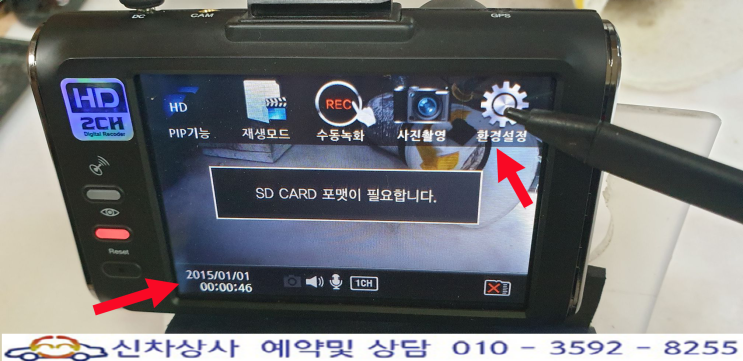 DC CAM GPS
HD
2CH
Digital Recoder
HD REC
PIP기능 재생모드 수동녹화 사진촬영 환경설정
SD CARD 포맷이 필요합니다.
Reset
2015/01/01
00:00:46 1CH
신차상사 예약및 상담 010 - 3592 - 8255